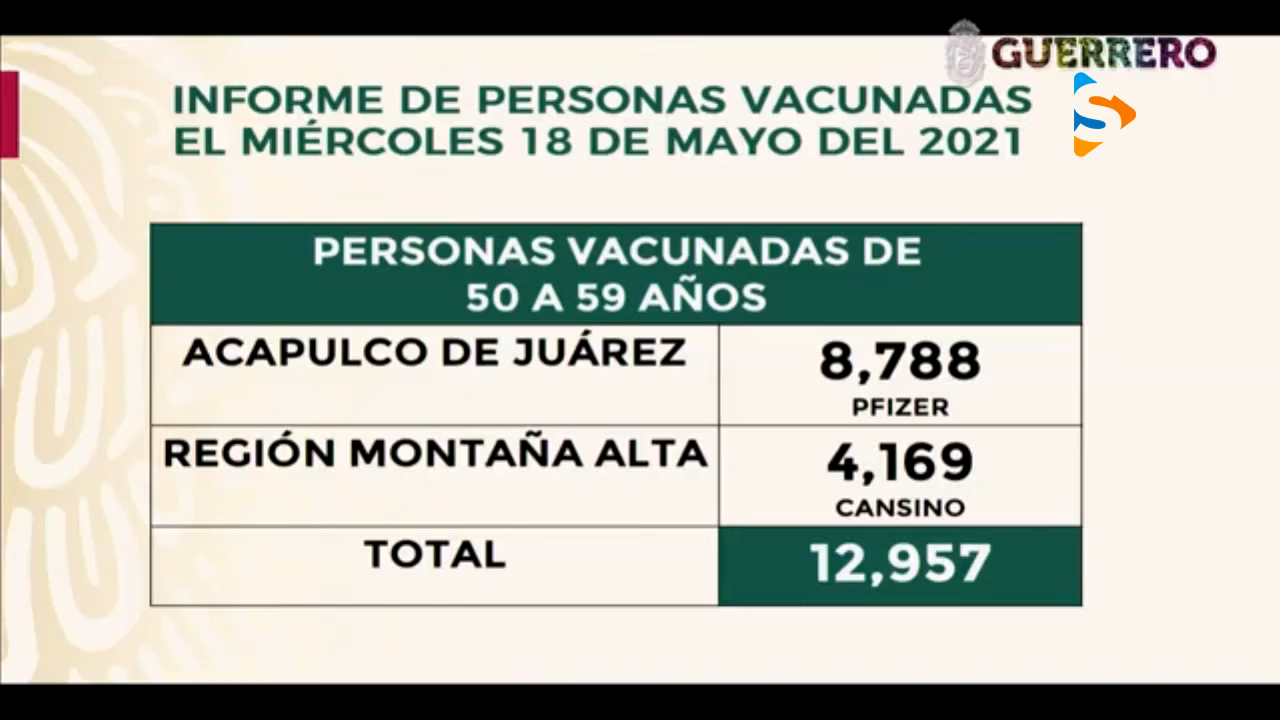 GUERRERO
INFORME DE PERSONAS VACUNADAS
EL MIÉRCOLES 18 DE MAYO DEL 2021
PERSONAS VACUNADAS DE
50 A 59 AÑOS
ACAPULCO DE JUÁREZ
8,788
PFIZER
REGIÓN MONTAÑA ALTA
4,169
CANSINO
TOTAL
12,957